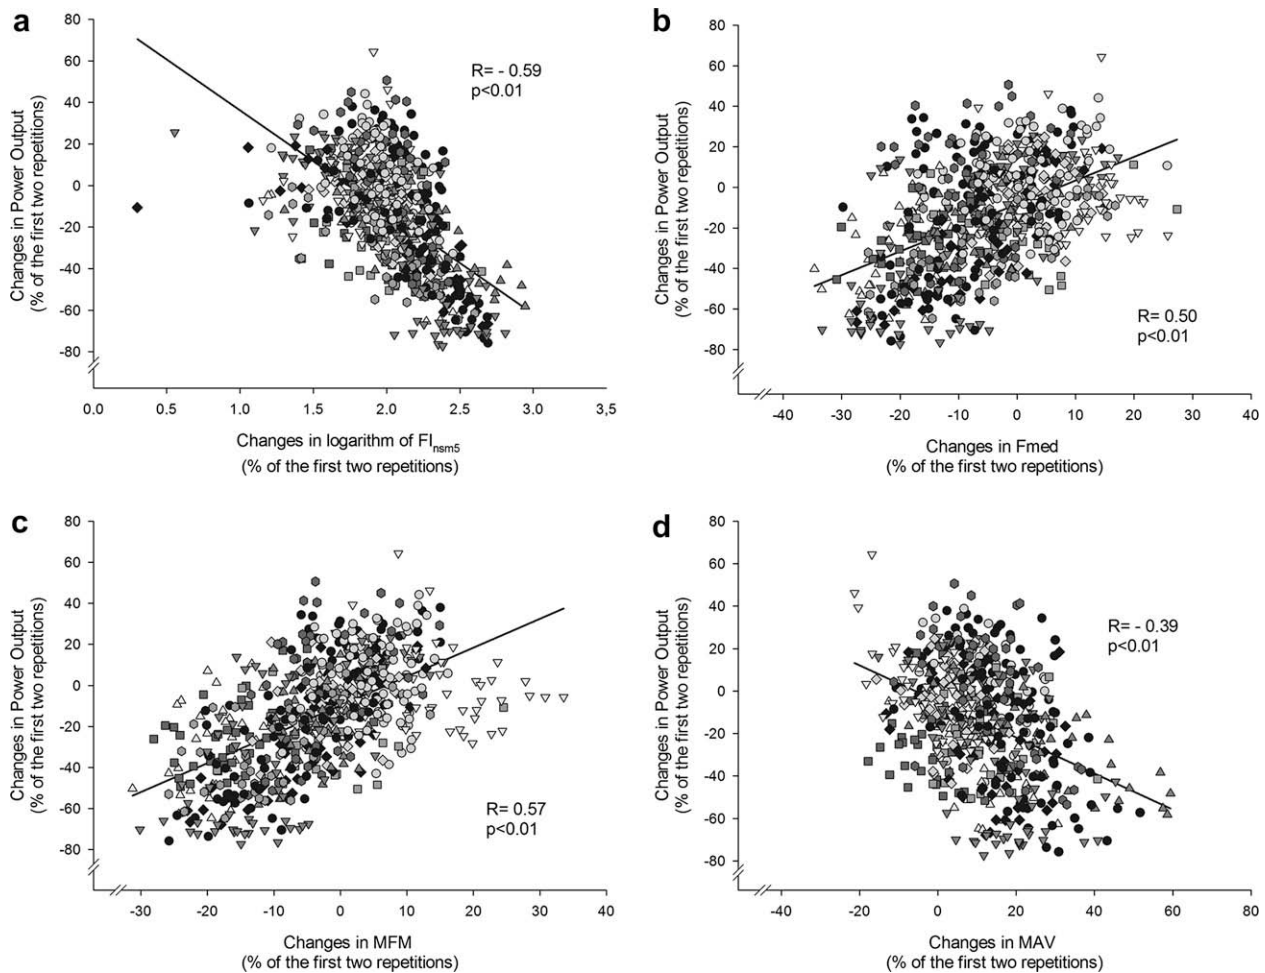 a
80
60
40
20
0
-20
-40
-60
-80
Changes in Power Output
(% of the first two repetitions)
R= - 0.59
p<0.01
0.0 0.5 1.0 1.5 2.0 2.5 3.0 3,5
Changes in logarithm of FInsm5
(% of the first two repetitions)
b
80
60
40
20
0
-20
-40
-60
-80
Changes in Power Output
(% of the first two repetitions)
R= 0.50
p<0.01
-40 -30 -20 -10 0 10 20 30 40
Changes in Fmed
(% of the first two repetitions)
c
80
60
40
20
0
-20
-40
-60
-80
Changes in Power Output
(% of the first two repetitions)
R= 0.57
p<0.01
-30 -20 -10 0 10 20 30 40
Changes in MFM
(% of the first two repetitions)
d
80
60
40
20
0
-20
-40
-60
-80
Changes in Power Output
(% of the first two repetitions)
R= - 0.39
p<0.01
-40 -20 0 20 40 60 80
Changes in MAV
(% of the first two repetitions)